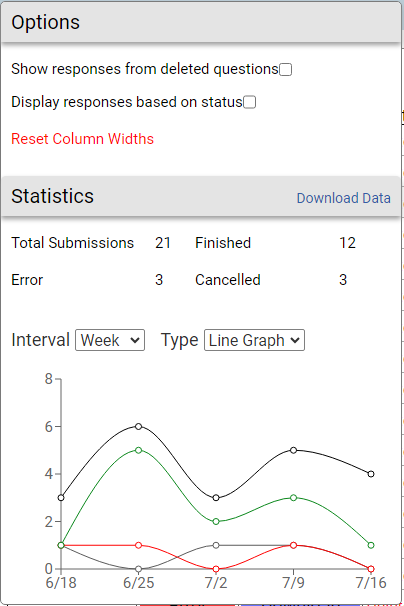 Options
Show responses from deleted questions
Display responses based on status
Reset Column Widths
Statistics Download Data
Total Submissions 21 Finished 12
Error 3 Cancelled 3
Interval Week Type Line Graph
8
6
4
2
0
6/18 6/25 7/2 7/9 7/16